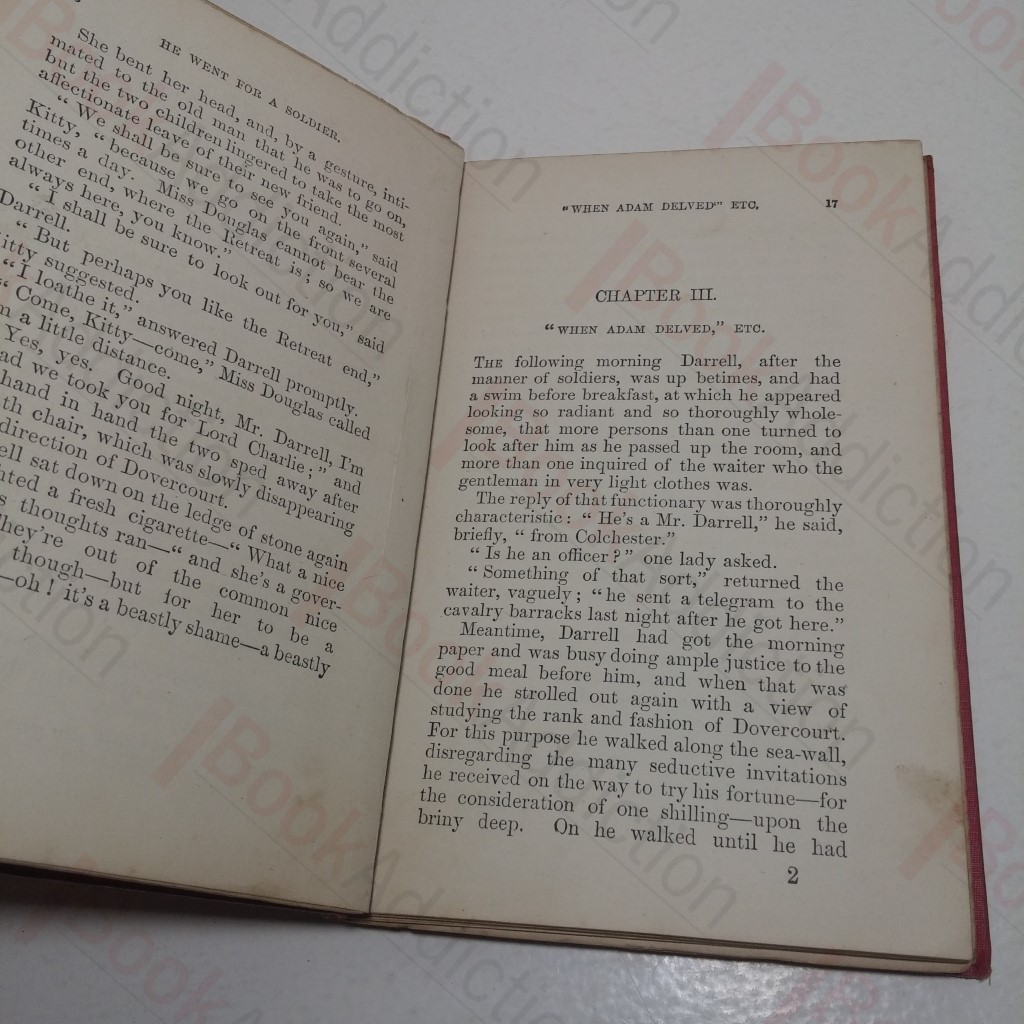 HE WENT FOR A SOLDIER.
She bent her head, and, by a gesture, inti-
mated to the old man that he was to go on,
but the two children lingered to take the most
affectionate leave of their new friend.
"We shall be sure to see you again," said
Kitty, "because we go on the front several
times a day. Miss Douglas cannot bear the
other end, where the Retreat is; so we are
always here, you know."
"I shall be sure to look out for you," said
Darrell.
"But perhaps you like the Retreat end,"
itty suggested.
"I loathe it," answered Darrell promptly.
"Come, Kitty—come," Miss Douglas called
a little distance.
Yes, yes. Good night, Mr. Darrell, I'm
ad we took you for Lord Charlie;" and
hand in hand the two sped away after
th chair, which was slowly disappearing
direction of Dovercourt.
ell sat down on the ledge of stone again
hted a fresh cigarette—"What a nice
s thoughts ran—"and she's a gover-
They're out of the common nice
though—but for her to be a
—oh! it's a beastly shame—a beastly
"WHEN ADAM DELVED" ETC. 17
CHAPTER III.
"WHEN ADAM DELVED," ETC.
THE following morning Darrell, after the
manner of soldiers, was up betimes, and had
a swim before breakfast, at which he appeared
looking so radiant and so thoroughly whole-
some, that more persons than one turned to
look after him as he passed up the room, and
more than one inquired of the waiter who the
gentleman in very light clothes was.
The reply of that functionary was thoroughly
characteristic: "He's a Mr. Darrell," he said,
briefly, "from Colchester."
"Is he an officer?" one lady asked.
"Something of that sort," returned the
waiter, vaguely; "he sent a telegram to the
cavalry barracks last night after he got here."
Meantime, Darrell had got the morning
paper and was busy doing ample justice to the
good meal before him, and when that was
done he strolled out again with a view of
studying the rank and fashion of Dovercourt.
For this purpose he walked along the sea-wall,
disregarding the many seductive invitations
he received on the way to try his fortune—for
the consideration of one shilling—upon the
briny deep. On he walked until he had
2
BookAddiction